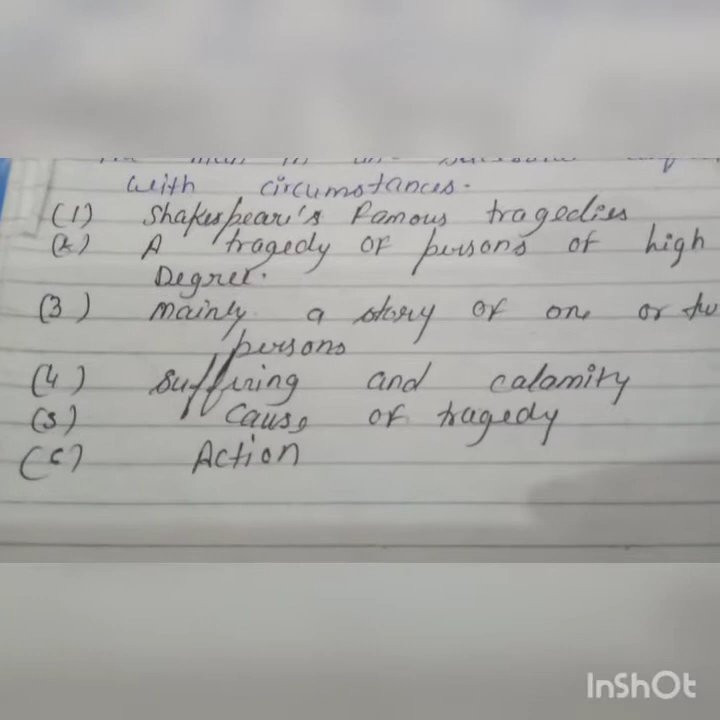 with circumstances.
(1) Shakespeare's Famous tragedies
(2) A tragedy of persons of high
Degree.
(3) mainly a story of one or
persons
(4) suffering and calamity
(5) Cause of tragedy
(6) Action
InShOt